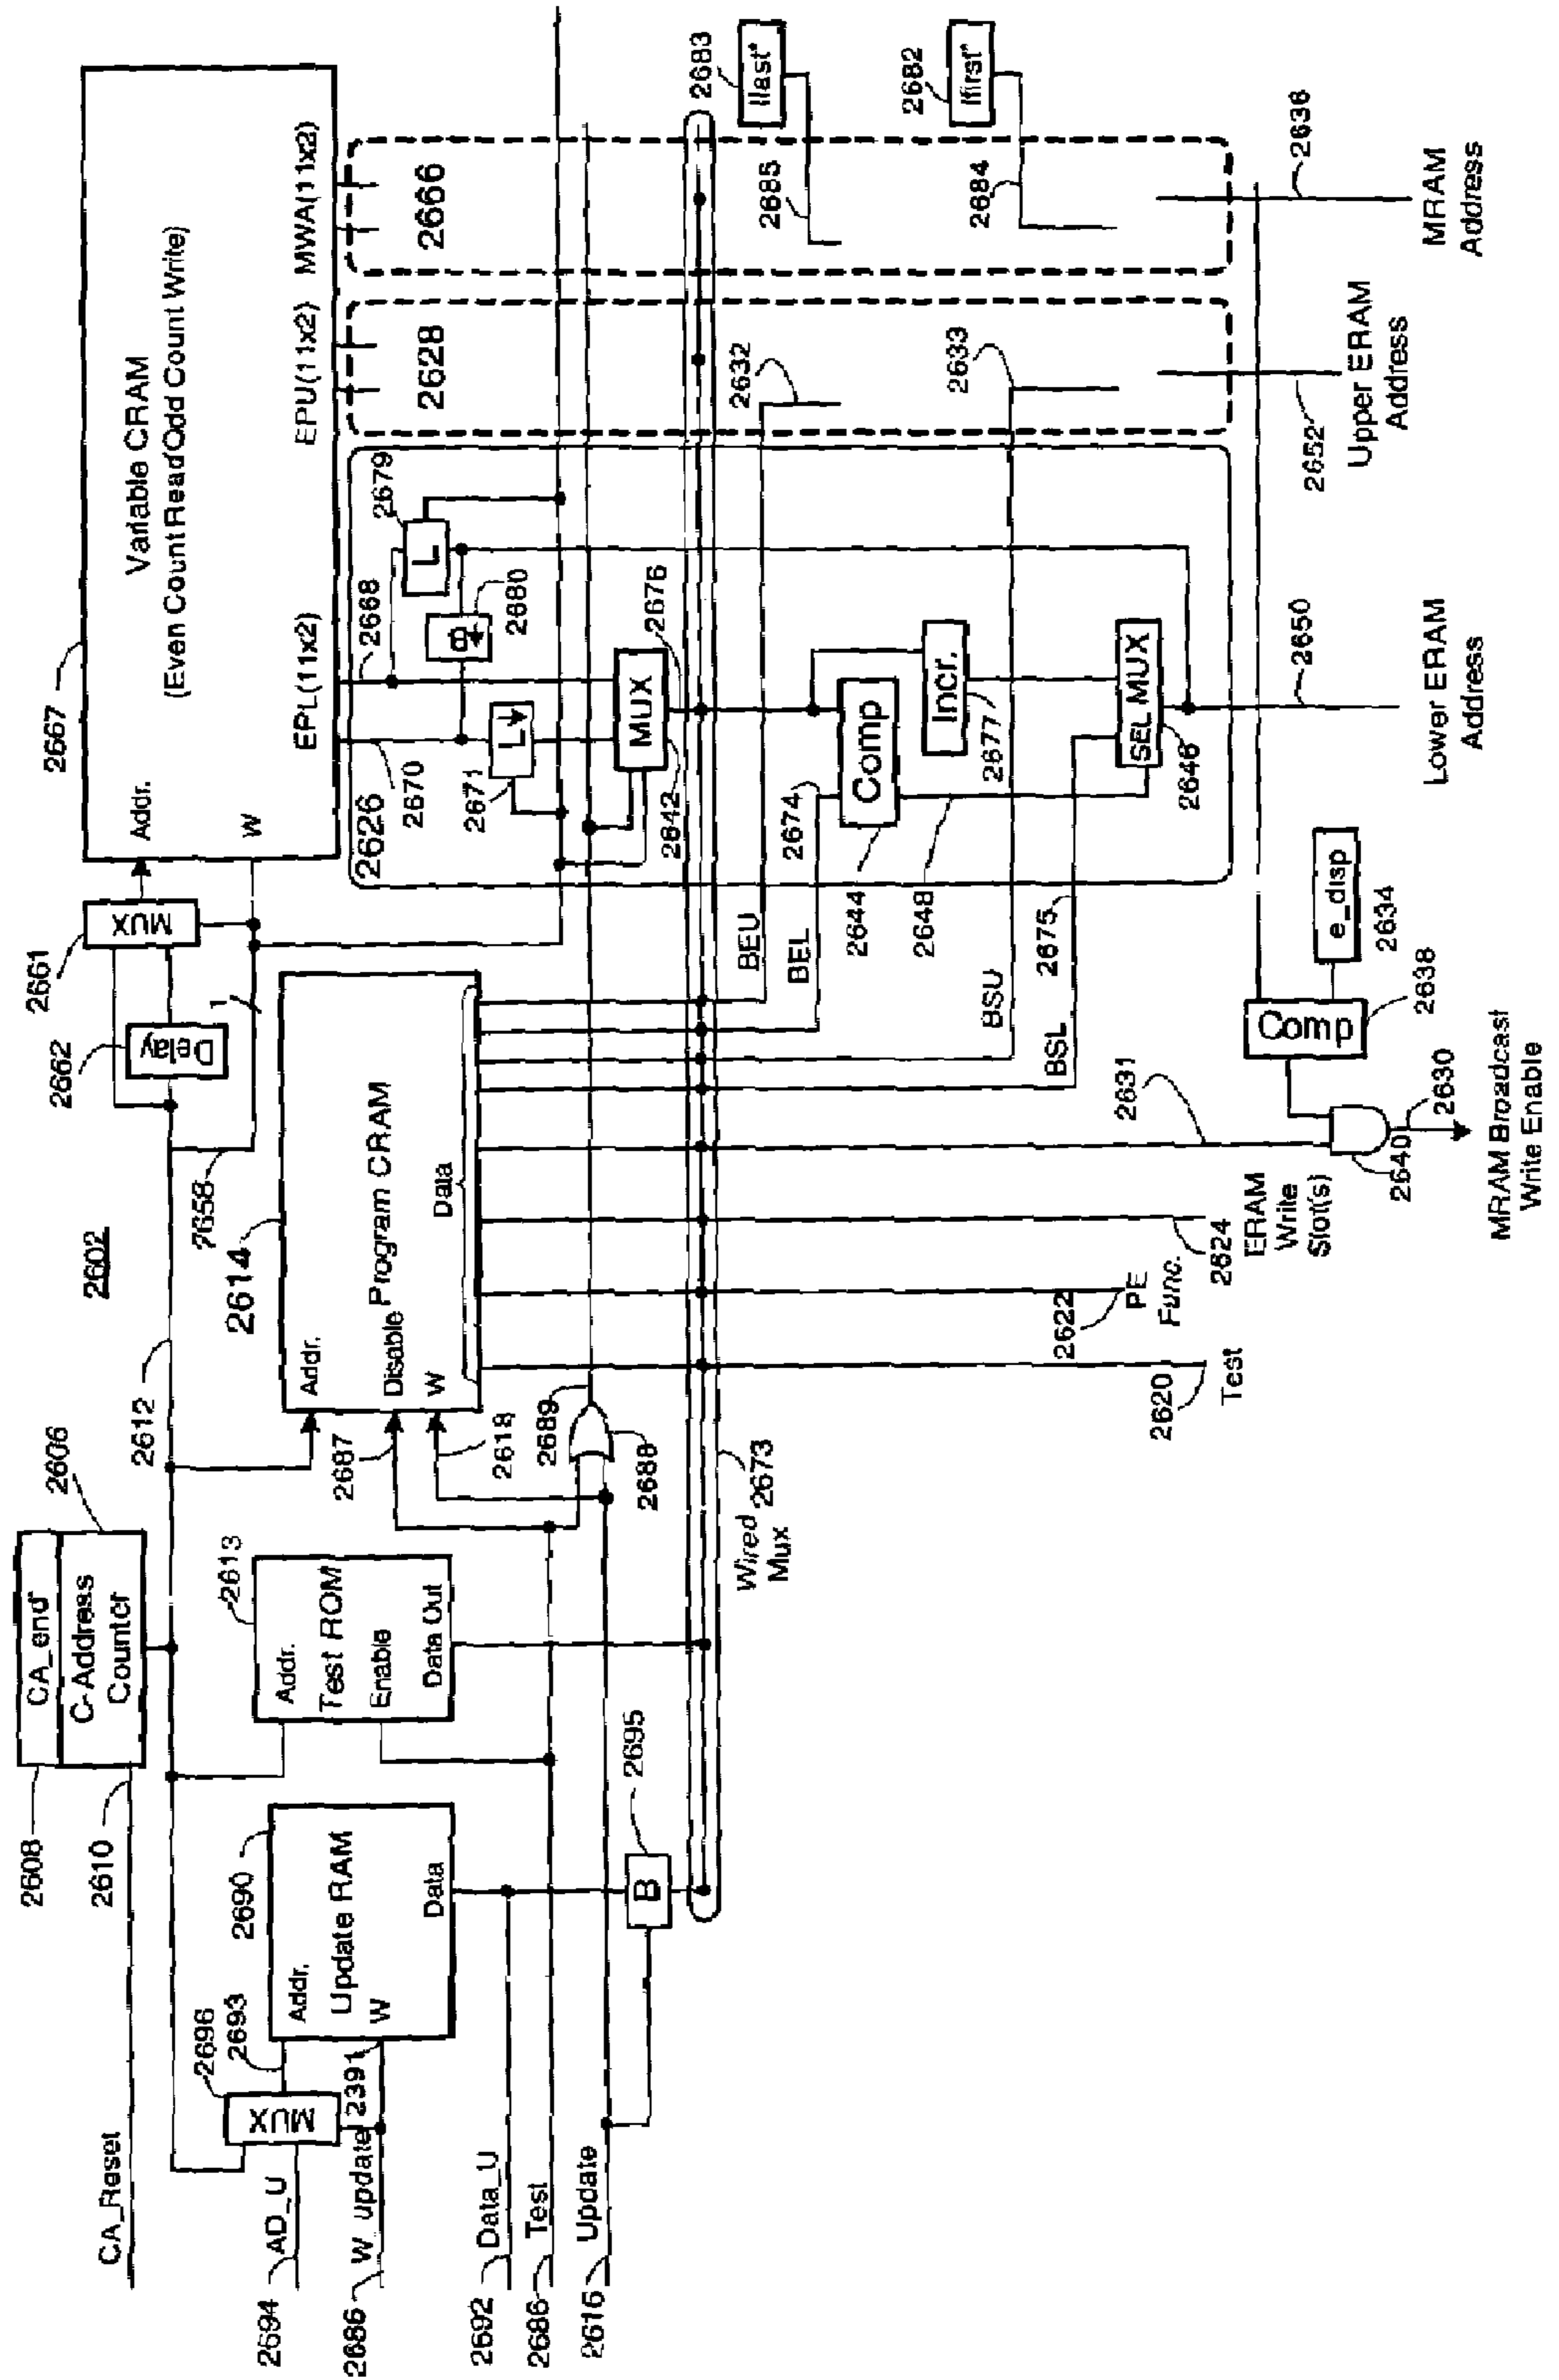 2602
CA_Reset
2610
2608
CA_end
C-Address
Counter
2606
2612
2694
AD_U
2686
W_update
2391
2696
MUX
2693
2690
Addr.
Update RAM
W
Data
2692
Data_U
2686
Test
2616
Update
B
2695
2613
Addr.
Test ROM
Enable
Data Out
2687
2618
2689
2688
Wired
Mux
2673
2614
Addr.
Disable
Program CRAM
W
Data
2658
1
2662
Delay
2661
MUX
2667
Addr.
Variable CRAM
(Even Count Read Odd Count Write)
W
EPL(11x2)
EPU(11x2)
MWA(11x2)
2626
2670
2668
2671
L
L
2679
B
2680
MUX
2642
2676
2628
2666
2683
Ilast*
2685
2682
Ifirst*
2684
BEU
2632
BEL
2674
Comp
2644
Incr.
2677
2648
BSU
2633
BSL
2675
SEL MUX
2646
2620
Test
2622
PE
Func.
2624
ERAM
Write
Slot(s)
2631
2640
Comp
2638
e_disp
2634
2630
MRAM Broadcast
Write Enable
2650
Lower ERAM
Address
2652
Upper ERAM
Address
2636
MRAM
Address